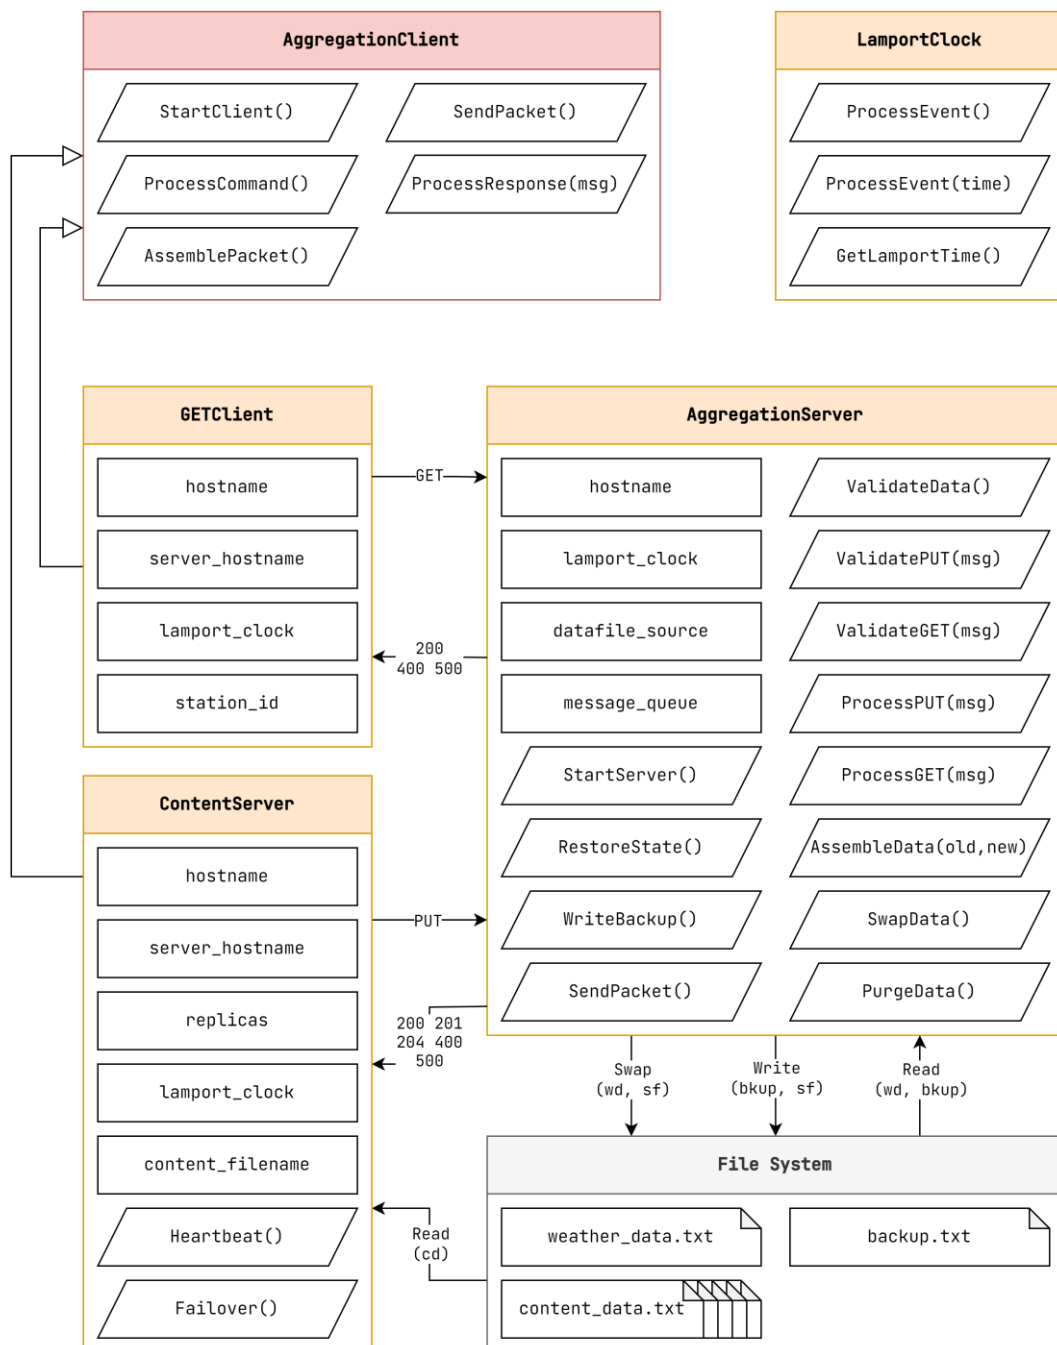 AggregationClient
StartClient()
SendPacket()
ProcessCommand()
ProcessResponse(msg)
AssemblePacket()
LamportClock
ProcessEvent()
ProcessEvent(time)
GetLamportTime()
GETClient
hostname
server_hostname
lamport_clock
station_id
GET
200
400 500
AggregationServer
hostname
ValidateData()
lamport_clock
ValidatePUT(msg)
datafile_source
ValidateGET(msg)
message_queue
ProcessPUT(msg)
StartServer()
ProcessGET(msg)
RestoreState()
AssembleData(old,new)
WriteBackup()
SwapData()
SendPacket()
PurgeData()
ContentServer
hostname
server_hostname
replicas
lamport_clock
content_filename
Heartbeat()
Failover()
PUT
200 201
204 400
500
Swap
(wd, sf)
Write
(bkup, sf)
Read
(wd, bkup)
Read
(cd)
File System
weather_data.txt
backup.txt
content_data.txt